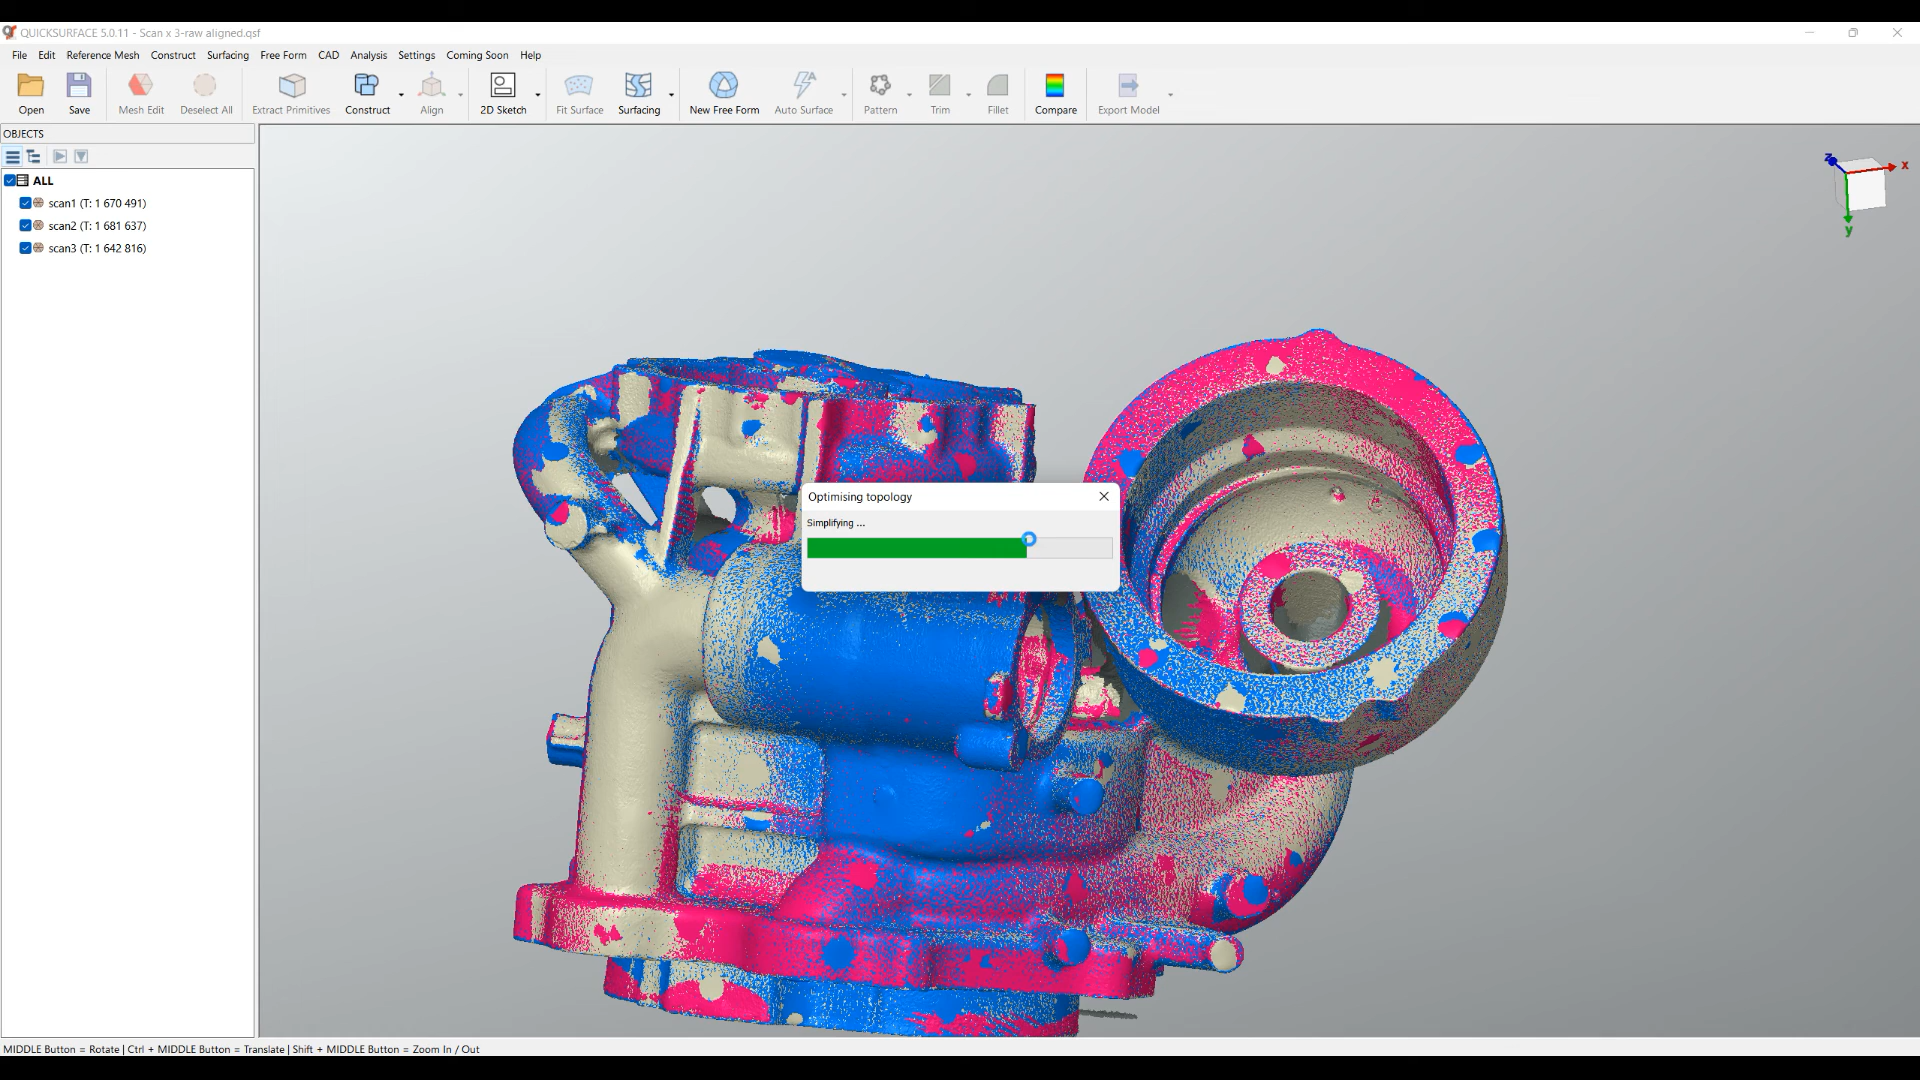 QUICKSURFACE 5.0.11 - Scan x 3-raw aligned.qsf
File Edit Reference Mesh Construct Surfacing Free Form CAD Analysis Settings Coming Soon Help
Open Save Mesh Edit Deselect All Extract Primitives Construct Align 2D Sketch Fit Surface Surfacing New Free Form Auto Surface Pattern Trim Fillet Compare Export Model
OBJECTS
ALL
scan1 (T: 1 670 491)
scan2 (T: 1 681 637)
scan3 (T: 1 642 816)
z
x
y
Optimising topology
Simplifying ...
MIDDLE Button = Rotate | Ctrl + MIDDLE Button = Translate | Shift + MIDDLE Button = Zoom In / Out